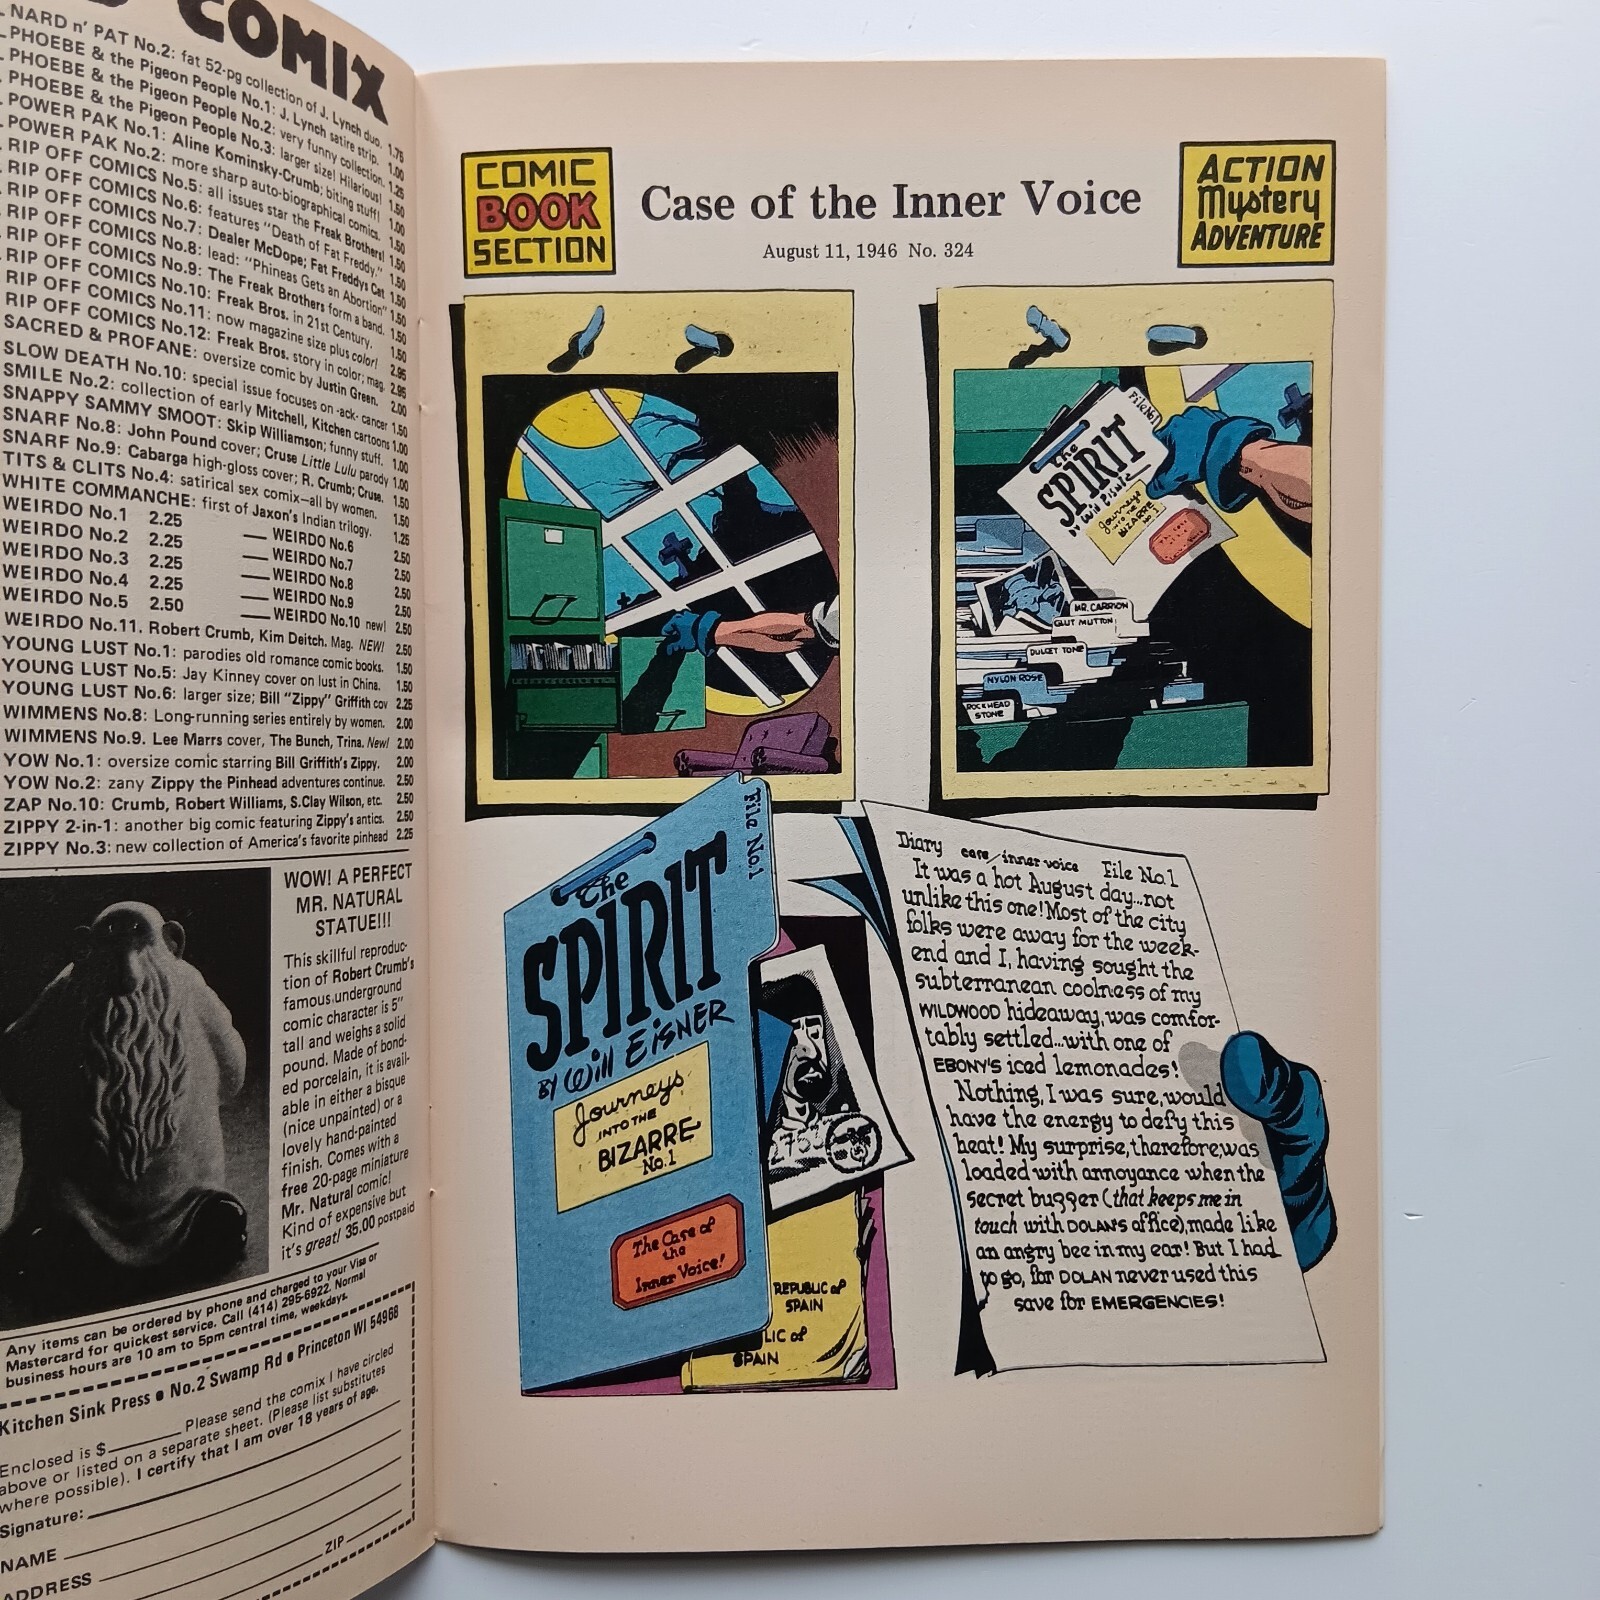 COMIX
NARD n' PAT No.2: fat 52-pg collection of J. Lynch duo. 1.75
PHOEBE & the Pigeon People No.1: J. Lynch satire strip. 1.00
PHOEBE & the Pigeon People No.2: very funny collection. 1.25
PHOEBE & the Pigeon People No.3: larger size! Hilarious! 1.50
POWER PAK No.1: Aline Kominsky-Crumb; biting stuff! 1.00
POWER PAK No.2: more sharp auto-biographical comics. 1.50
RIP OFF COMICS No.5: all issues star the Freak Brothers! 1.50
RIP OFF COMICS No.6: features "Death of Fat Freddy." 1.50
RIP OFF COMICS No.7: Dealer McDope; Fat Freddys Cat 1.50
RIP OFF COMICS No.8: lead: "Phineas Gets an Abortion" 1.50
RIP OFF COMICS No.9: The Freak Brothers form a band. 1.50
RIP OFF COMICS No.10: Freak Bros. in 21st Century. 1.50
RIP OFF COMICS No.11: now magazine size plus color! 2.95
RIP OFF COMICS No.12: Freak Bros. story in color; mag. 2.95
SACRED & PROFANE: oversize comic by Justin Green. 2.00
SLOW DEATH No.10: special issue focuses on -ack- cancer 1.50
SMILE No.2: collection of early Mitchell, Kitchen cartoons 1.00
SNAPPY SAMMY SMOOT: Skip Williamson; funny stuff. 1.00
SNARF No.8: John Pound cover; Cruse Little Lulu parody 1.00
SNARF No.9: Cabarga high-gloss cover; R. Crumb; Cruse. 1.50
TITS & CLITS No.4: satirical sex comix—all by women. 1.50
WHITE COMMANCHE: first of Jaxon's Indian trilogy. 1.25
WEIRDO No.1 2.25 WEIRDO No.6 2.50
WEIRDO No.2 2.25 WEIRDO No.7 2.50
WEIRDO No.3 2.25 WEIRDO No.8 2.50
WEIRDO No.4 2.25 WEIRDO No.9 2.50
WEIRDO No.5 2.50 WEIRDO No.10 new! 2.50
WEIRDO No.11. Robert Crumb, Kim Deitch. Mag. NEW! 2.50
YOUNG LUST No.1: parodies old romance comic books. 1.50
YOUNG LUST No.5: Jay Kinney cover on lust in China. 1.50
YOUNG LUST No.6: larger size; Bill "Zippy" Griffith cov 2.25
WIMMENS No.8: Long-running series entirely by women. 2.00
WIMMENS No.9. Lee Marrs cover, The Bunch, Trina. New! 2.00
YOW No.1: oversize comic starring Bill Griffith's Zippy. 2.00
YOW No.2: zany Zippy the Pinhead adventures continue. 2.50
ZAP No.10: Crumb, Robert Williams, S.Clay Wilson, etc. 2.50
ZIPPY 2-in-1: another big comic featuring Zippy's antics. 2.50
ZIPPY No.3: new collection of America's favorite pinhead 2.25
WOW! A PERFECT
MR. NATURAL
STATUE!!!
This skillful reproduc-
tion of Robert Crumb's
famous underground
comic character is 5"
tall and weighs a solid
pound. Made of bond-
ed porcelain, it is avail-
able in either a bisque
(nice unpainted) or a
lovely hand-painted
finish. Comes with a
free 20-page miniature
Mr. Natural comic!
Kind of expensive but
it's great! 35.00 postpaid
Any items can be ordered by phone and charged to your Visa or
Mastercard for quickest service. Call (414) 295-6922. Normal
business hours are 10 am to 5pm central time, weekdays.
Kitchen Sink Press • No.2 Swamp Rd • Princeton WI 54968
Enclosed is $ Please send the comix I have circled
above or listed on a separate sheet. (Please list substitutes
where possible). I certify that I am over 18 years of age.
Signature:
NAME
ADDRESS
ZIP
COMIC
BOOK
SECTION
Case of the Inner Voice
August 11, 1946 No. 324
ACTION
Mystery
ADVENTURE
File No.1
the
SPIRIT
by Will Eisner
Journeys
INTO THE
BIZARRE
No 1
MR. CARRION
GLUT MUTTON
DULCET TONE
NYLON ROSE
ROCKHEAD
STONE
File No.1
The
SPIRIT
BY Will EISNER
Journeys
INTO THE
BIZARRE
No.1
The Case of
the
Inner Voice!
REPUBLIC of
SPAIN
LIC of
SPAIN
Diary case/inner voice File No.1
It was a hot August day...not
unlike this one! Most of the city
folks were away for the week-
end and I, having sought the
subterranean coolness of my
WILDWOOD hideaway, was comfor-
tably settled...with one of
EBONY'S iced lemonades!
Nothing, I was sure, would
have the energy to defy this
heat! My surprise, therefore, was
loaded with annoyance when the
secret buzzer (that keeps me in
touch with DOLAN'S office), made like
an angry bee in my ear! But I had
to go, for DOLAN never used this
save for EMERGENCIES!